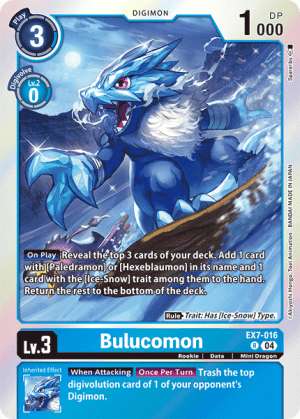 DIGIMON
Play
3
DP
1000
Digivolve
Lv.2
0
On Play Reveal the top 3 cards of your deck. Add 1 card
with [Paledramon] or [Hexeblaumon] in its name and 1
card with the [Ice-Snow] trait among them to the hand.
Return the rest to the bottom of the deck.
Rule Trait: Has [Ice-Snow] Type.
EX7-016
Lv.3
Bulucomon
R 04
Rookie / Data / Mini Dragon
Inherited Effect
When Attacking Once Per Turn Trash the top
digivolution card of 1 of your opponent's
Digimon.